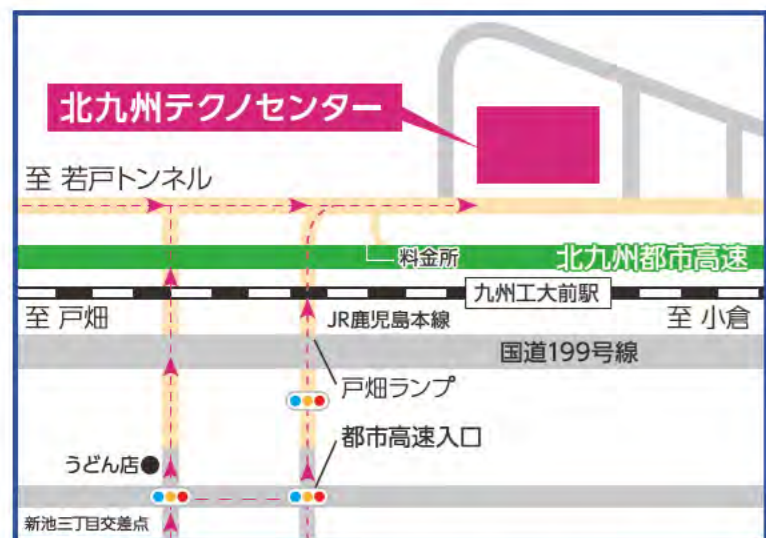 北九州テクノセンター
至 若戸トンネル
料金所
北九州都市高速
九州工大前駅
至 戸畑
JR鹿児島本線
至 小倉
国道199号線
戸畑ランプ
都市高速入口
うどん店
新池三丁目交差点